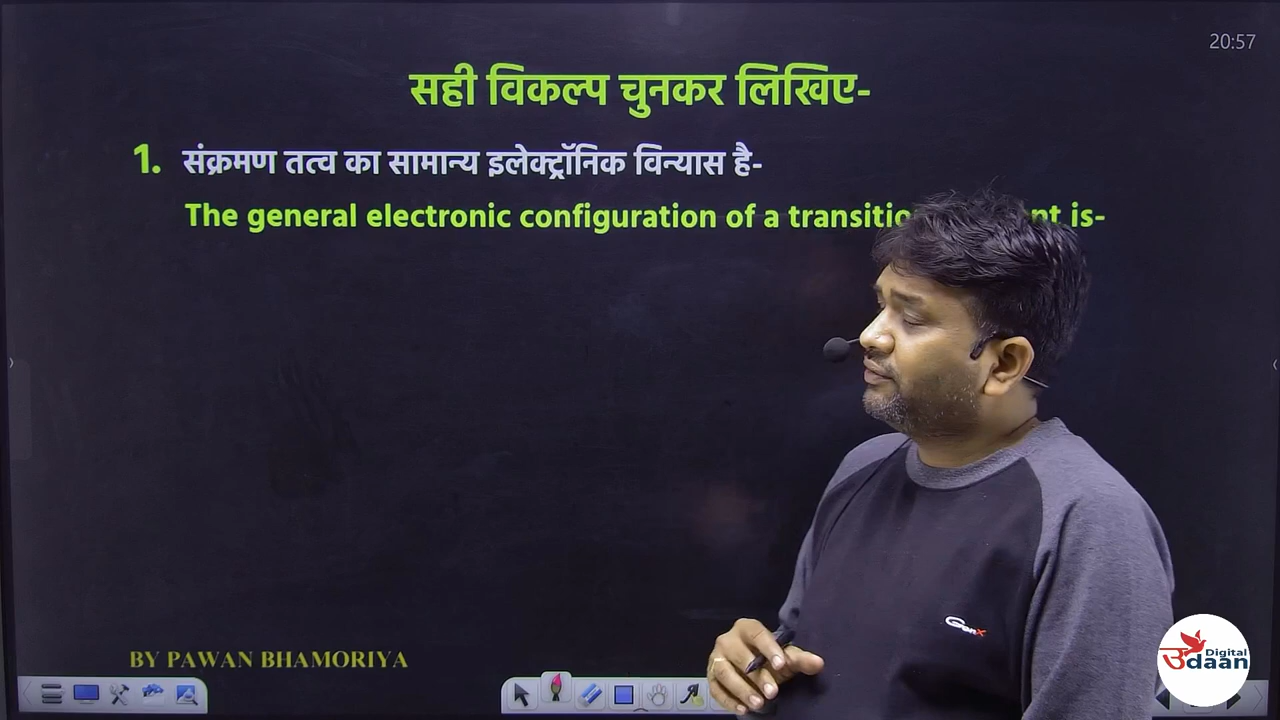 20:57
सही विकल्प चुनकर लिखिए-
1. संक्रमण तत्व का सामान्य इलेक्ट्रॉनिक विन्यास है-
The general electronic configuration of a is-
BY PAWAN BHAMORIYA
GenX
Digital
उdaan